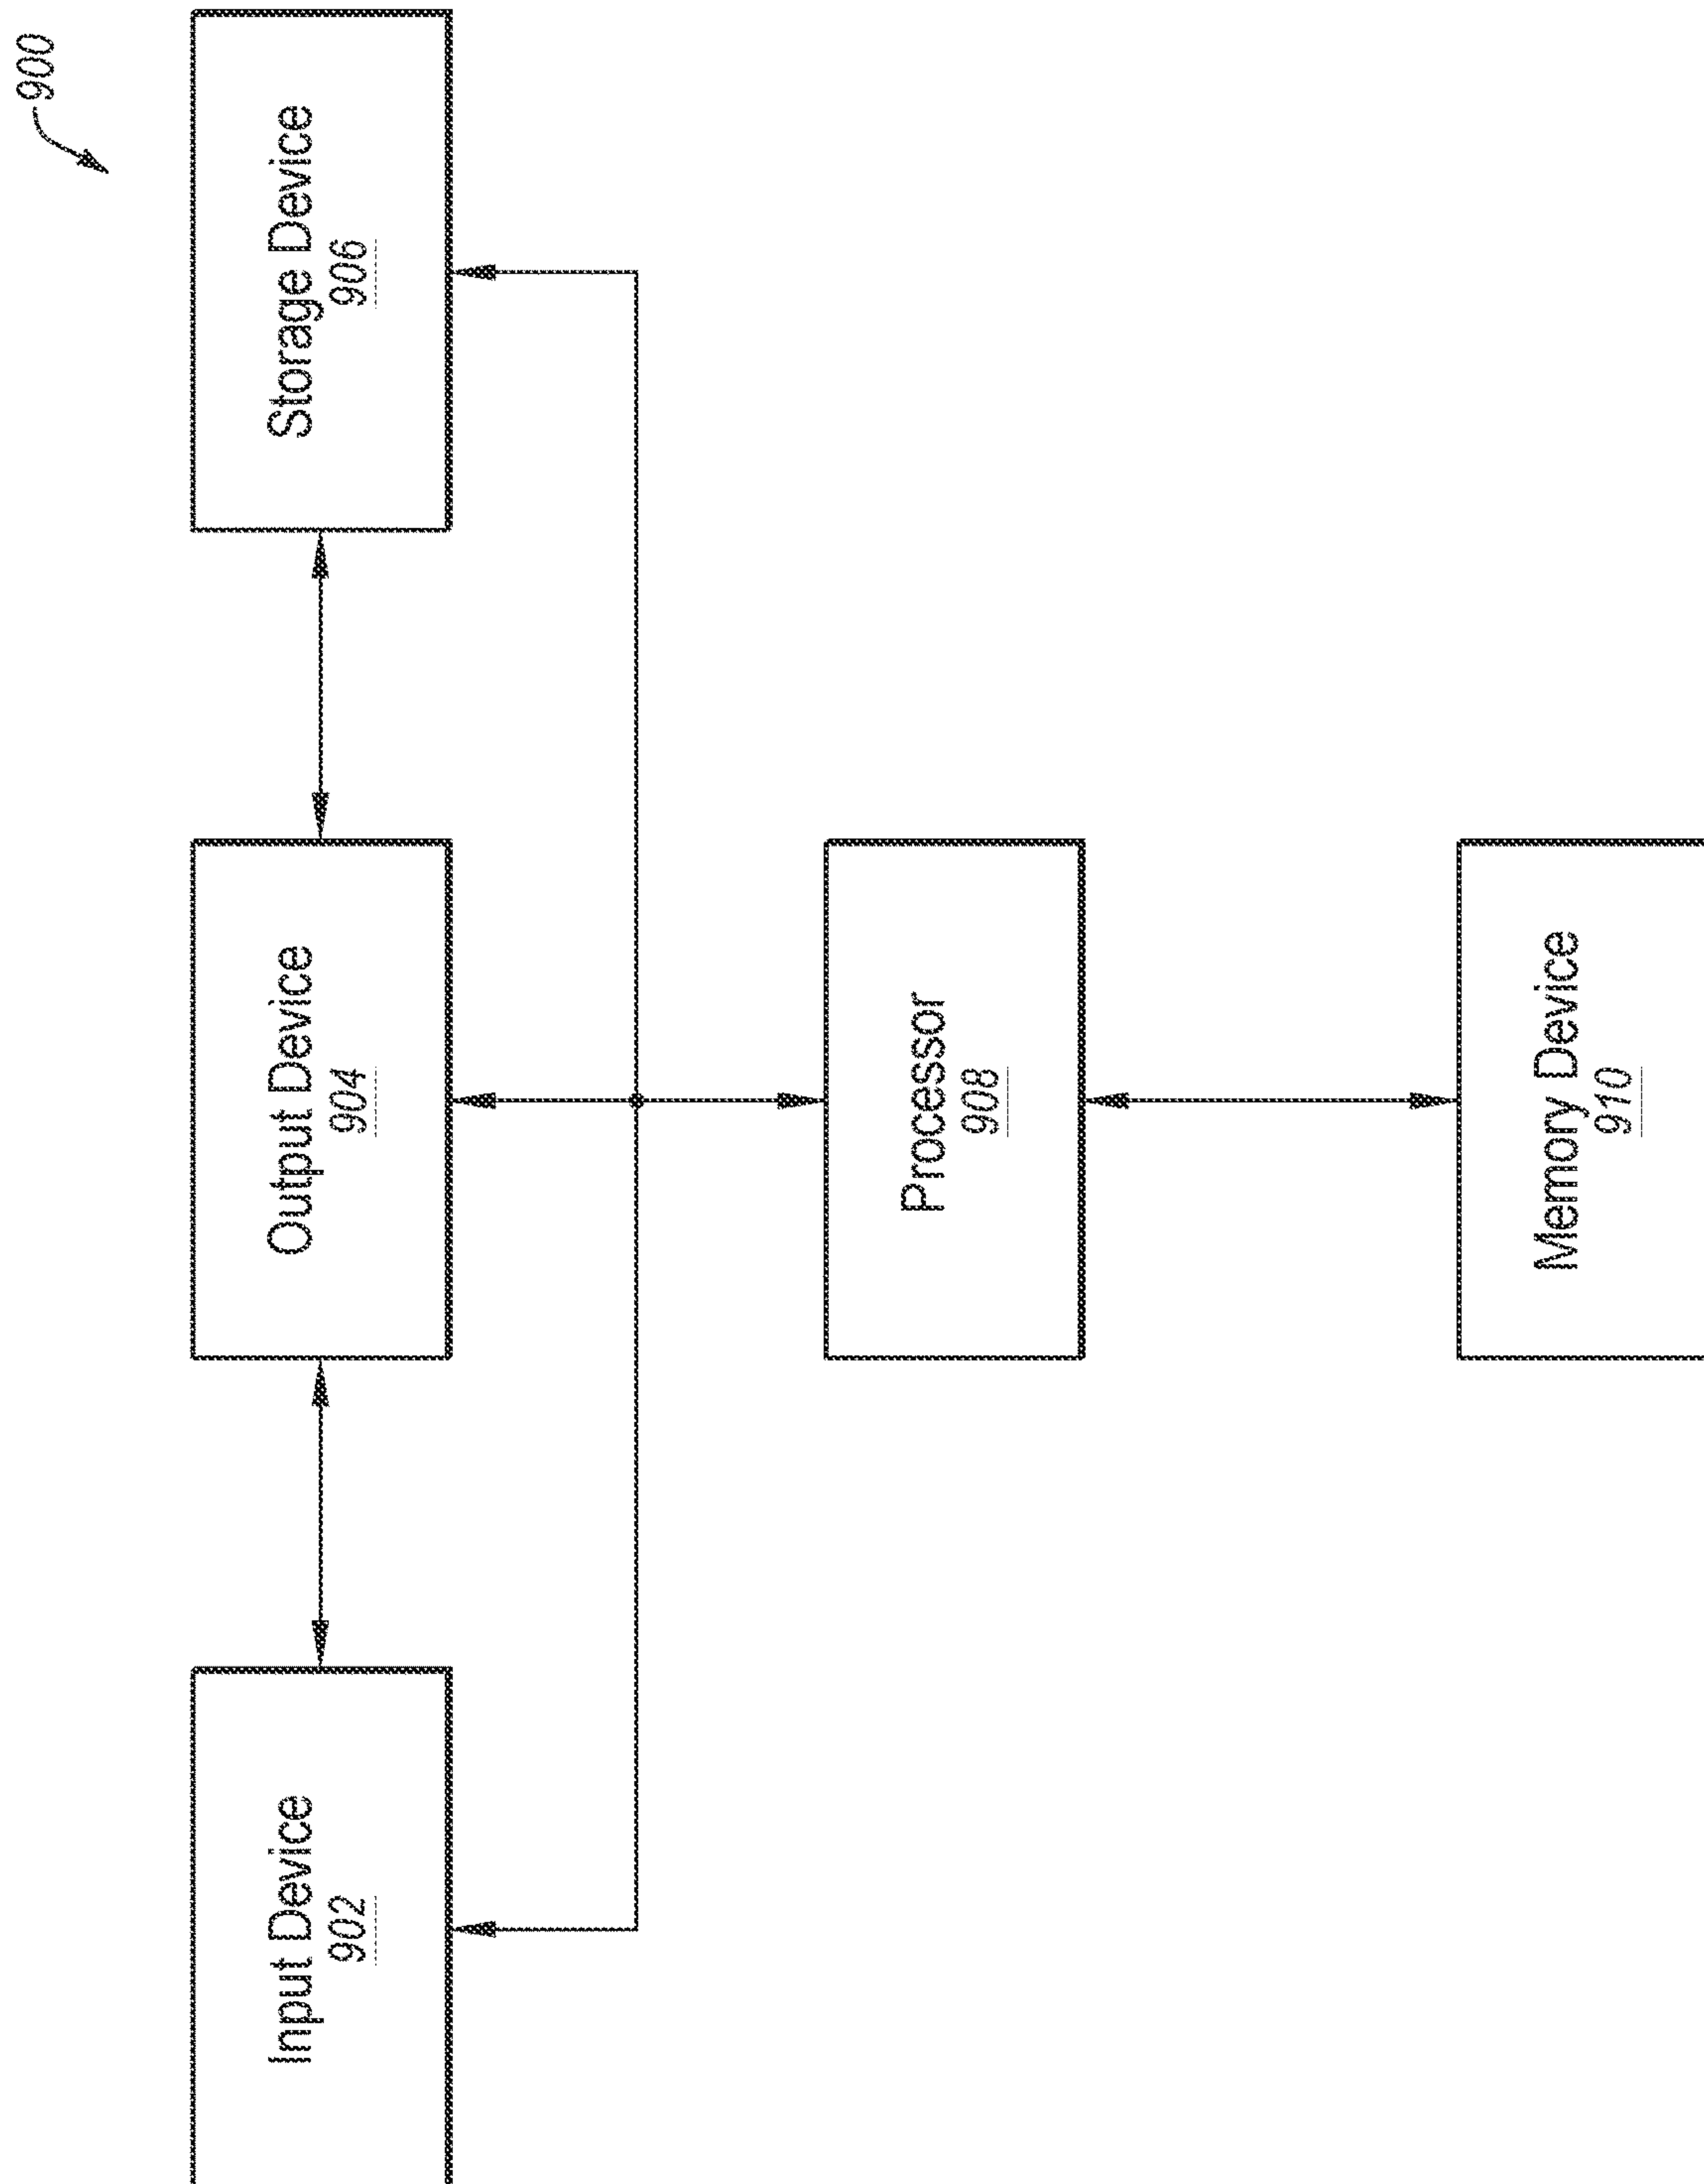 900
Input Device
902
Output Device
904
Storage Device
906
Processor
908
Memory Device
910